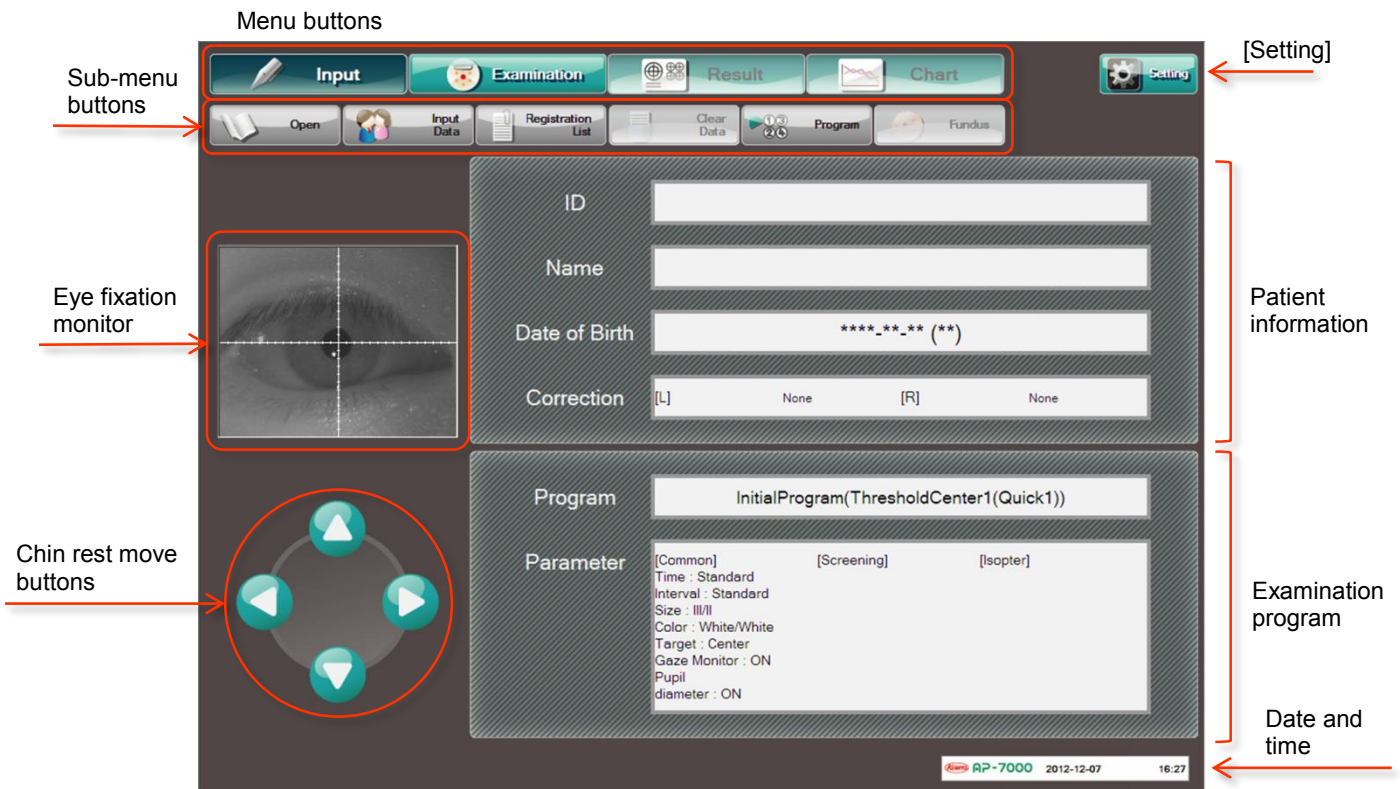 Menu buttons
[Setting]
Sub-menu
buttons
Input
Examination
Result
Chart
Setting
Open
Input
Data
Registration
List
Clear
Data
Program
Fundus
ID
Name
Date of Birth
****-**-** (**)
Correction
[L] None [R] None
Eye fixation
monitor
Patient
information
Program
InitialProgram(ThresholdCenter1(Quick1))
Parameter
[Common] [Screening] [Isopter]
Time : Standard
Interval : Standard
Size : III/II
Color : White/White
Target : Center
Gaze Monitor : ON
Pupil
diameter : ON
Chin rest move
buttons
Examination
program
Date and
time
Kowa AP-7000 2012-12-07 16:27